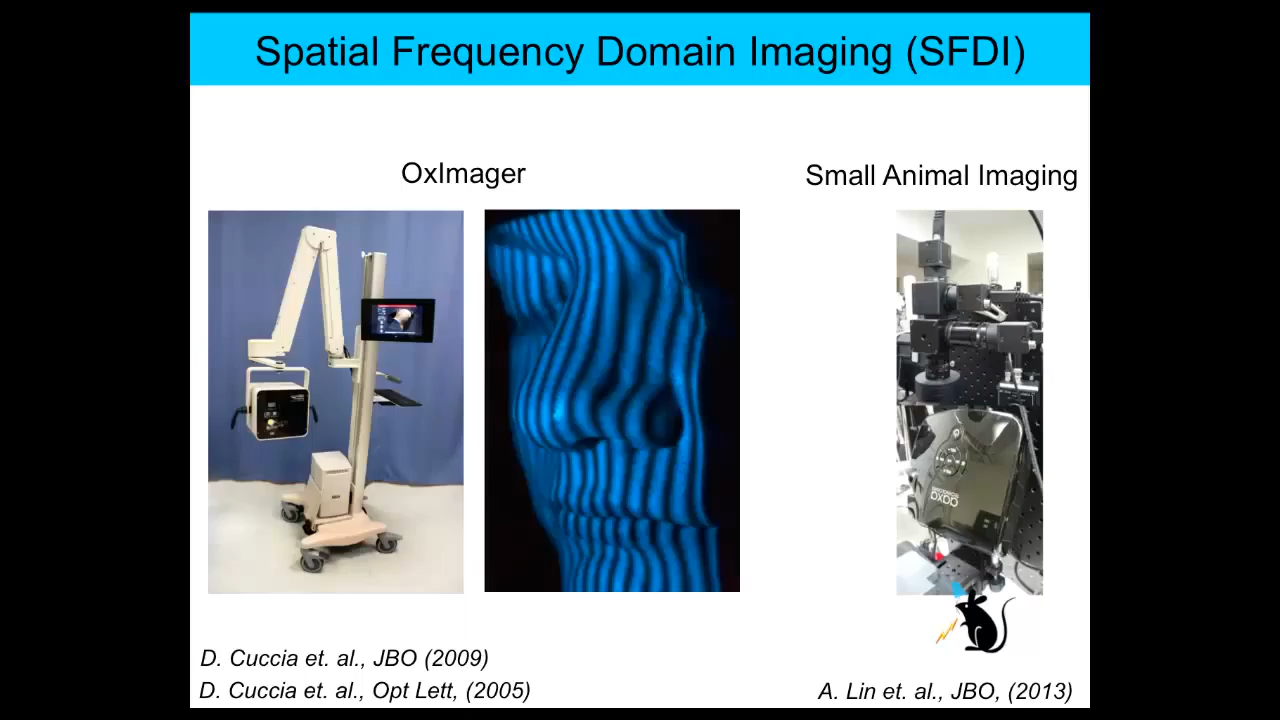 Spatial Frequency Domain Imaging (SFDI)
OxImager
Small Animal Imaging
D. Cuccia et. al., JBO (2009)
D. Cuccia et. al., Opt Lett, (2005)
A. Lin et. al., JBO, (2013)